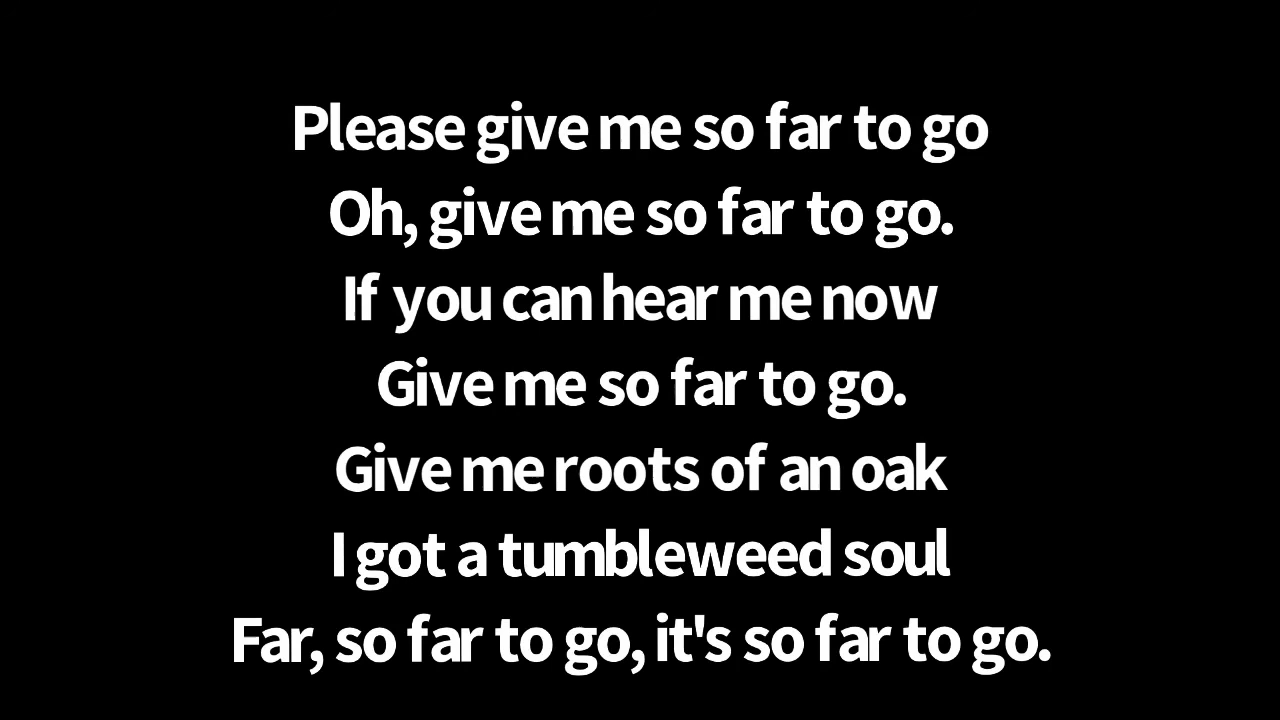 Please give me so far to go
Oh, give me so far to go.
If you can hear me now
Give me so far to go.
Give me roots of an oak
I got a tumbleweed soul
Far, so far to go, it's so far to go.